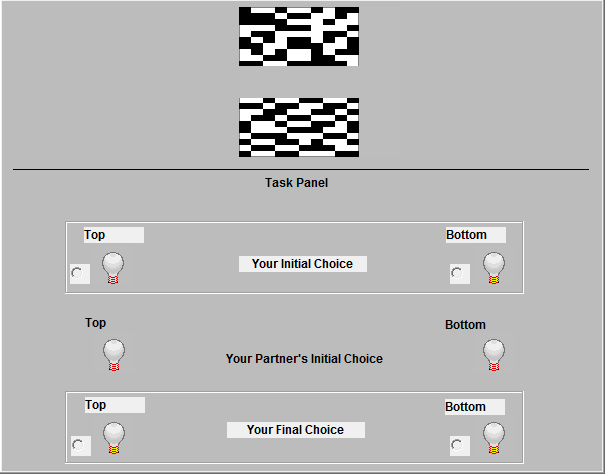 Task Panel
Top
Bottom
Your Initial Choice
Top
Bottom
Your Partner's Initial Choice
Top
Bottom
Your Final Choice